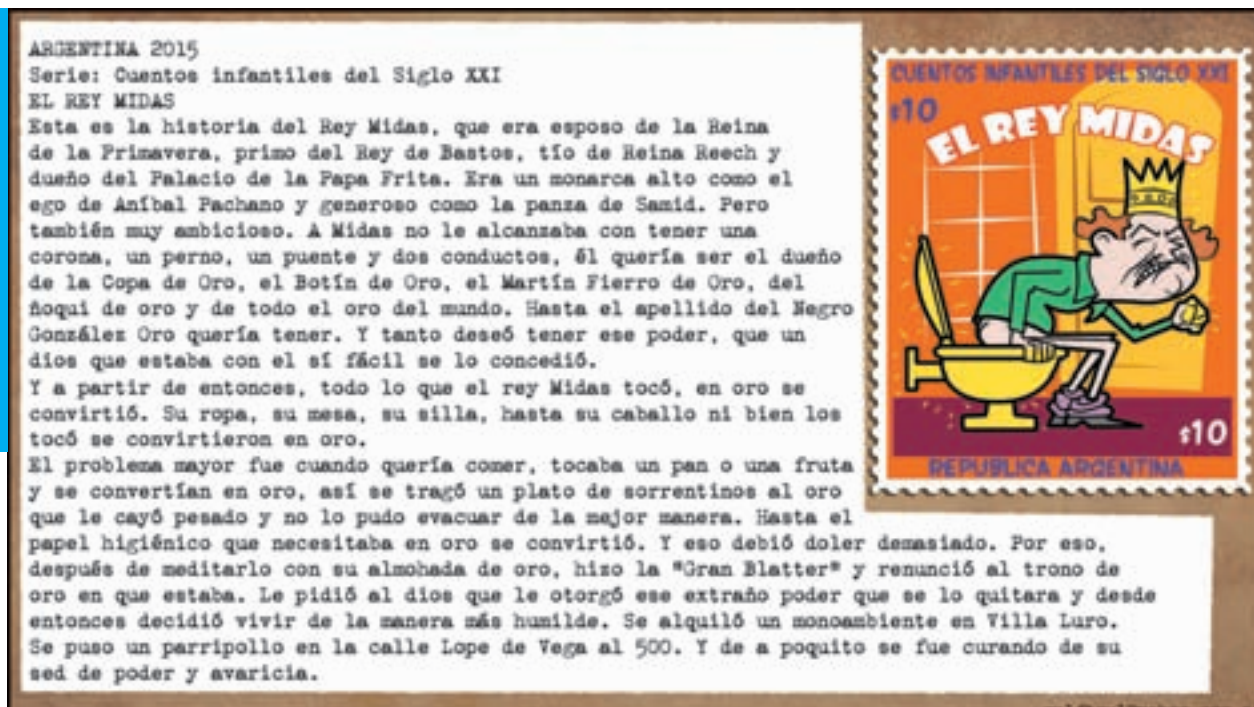 ARGENTINA 2015
Serie: Cuentos infantiles del Siglo XXI
EL REY MIDAS
Esta es la historia del Rey Midas, que era esposo de la Reina
de la Primavera, primo del Rey de Bastos, tío de Reina Reech y
dueño del Palacio de la Papa Frita. Era un monarca alto como el
ego de Aníbal Pachano y generoso como la panza de Samid. Pero
también muy ambicioso. A Midas no le alcanzaba con tener una
corona, un perno, un puente y dos conductos, él quería ser el dueño
de la Copa de Oro, el Botín de Oro, el Martín Fierro de Oro, del
ñoqui de oro y de todo el oro del mundo. Hasta el apellido del Negro
González Oro quería tener. Y tanto deseó tener ese poder, que un
dios que estaba con el sí fácil se lo concedió.
Y a partir de entonces, todo lo que el rey Midas tocó, en oro se
convirtió. Su ropa, su mesa, su silla, hasta su caballo ni bien los
tocó se convirtieron en oro.
El problema mayor fue cuando quería comer, tocaba un pan o una fruta
y se convertían en oro, así se tragó un plato de sorrentinos al oro
que le cayó pesado y no lo pudo evacuar de la mejor manera. Hasta el
papel higiénico que necesitaba en oro se convirtió. Y eso debió doler demasiado. Por eso,
después de meditarlo con su almohada de oro, hizo la "Gran Blatter" y renunció al trono de
oro en que estaba. Le pidió al dios que le otorgó ese extraño poder que se lo quitara y desde
entonces decidió vivir de la manera más humilde. Se alquiló un monoambiente en Villa Luro.
Se puso un parripollo en la calle Lope de Vega al 500. Y de a poquito se fue curando de su
sed de poder y avaricia.
CUENTOS INFANTILES DEL SIGLO XXI
$10
EL REY MIDAS
$10
REPUBLICA ARGENTINA